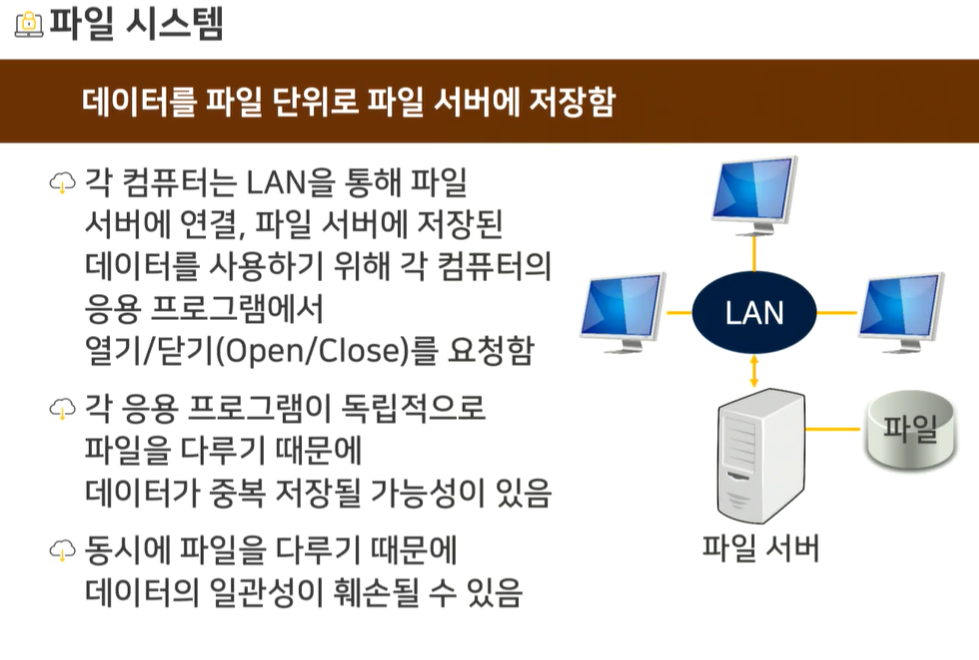 파일 시스템
데이터를 파일 단위로 파일 서버에 저장함
각 컴퓨터는 LAN을 통해 파일
서버에 연결, 파일 서버에 저장된
데이터를 사용하기 위해 각 컴퓨터의
응용 프로그램에서
열기/닫기(Open/Close)를 요청함
각 응용 프로그램이 독립적으로
파일을 다루기 때문에
데이터가 중복 저장될 가능성이 있음
동시에 파일을 다루기 때문에
데이터의 일관성이 훼손될 수 있음
LAN
파일
파일 서버